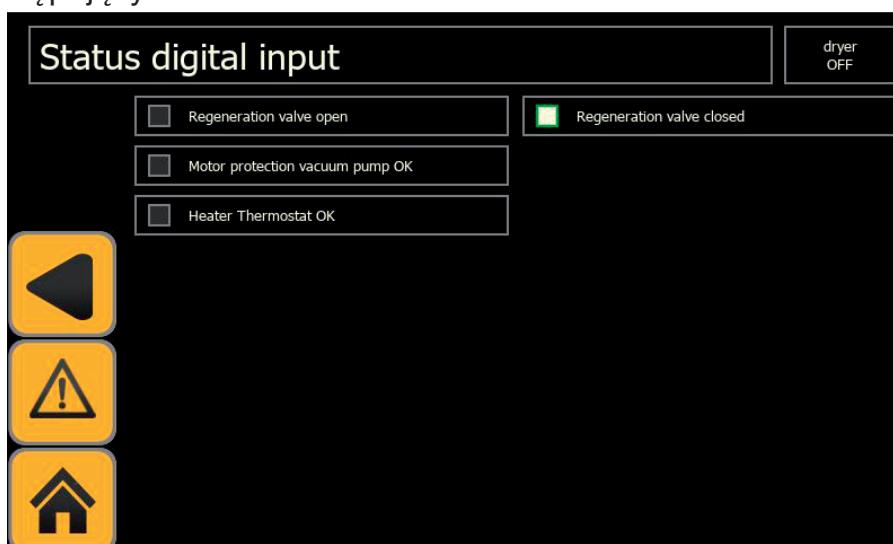 Status digital input
dryer
OFF
Regeneration valve open
Regeneration valve closed
Motor protection vacuum pump OK
Heater Thermostat OK